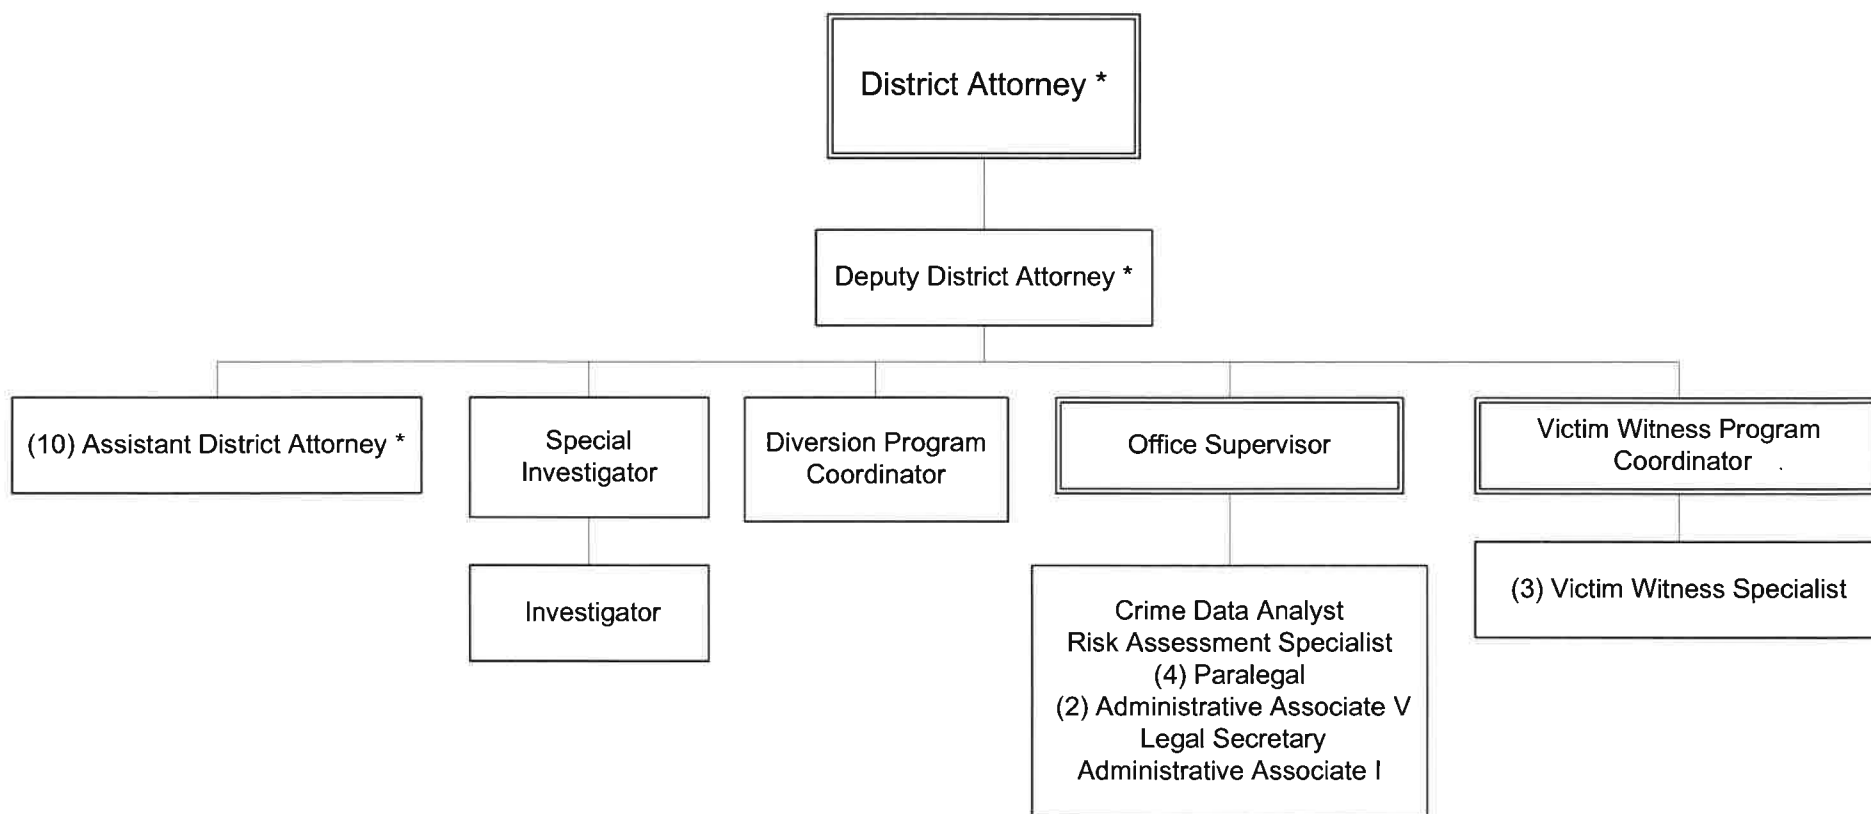 District Attorney *
Deputy District Attorney *
(10) Assistant District Attorney *
Special
Investigator
Diversion Program
Coordinator
Office Supervisor
Victim Witness Program
Coordinator
Investigator
Crime Data Analyst
Risk Assessment Specialist
(4) Paralegal
(2) Administrative Associate V
Legal Secretary
Administrative Associate I
(3) Victim Witness Specialist